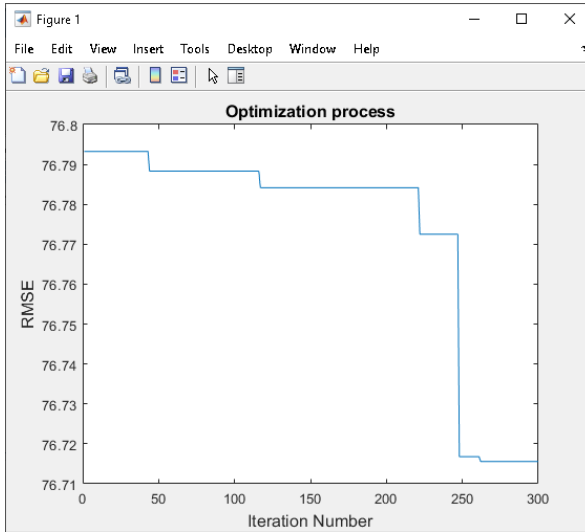 Figure 1
File Edit View Insert Tools Desktop Window Help
Optimization process
76.8
76.79
76.78
76.77
76.76
76.75
76.74
76.73
76.72
76.71
RMSE
0 50 100 150 200 250 300
Iteration Number